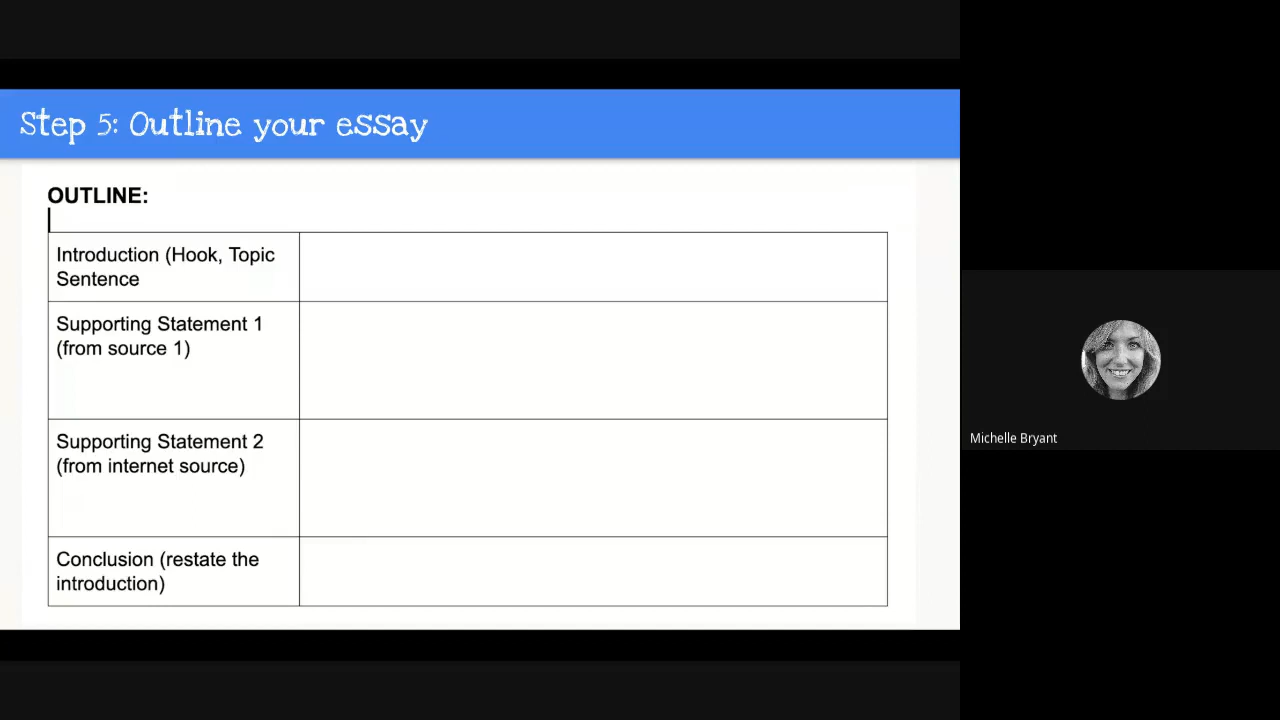 Step 5: Outline your essay
OUTLINE:
Introduction (Hook, Topic
Sentence
Supporting Statement 1
(from source 1)
Supporting Statement 2
(from internet source)
Conclusion (restate the
introduction)
Michelle Bryant